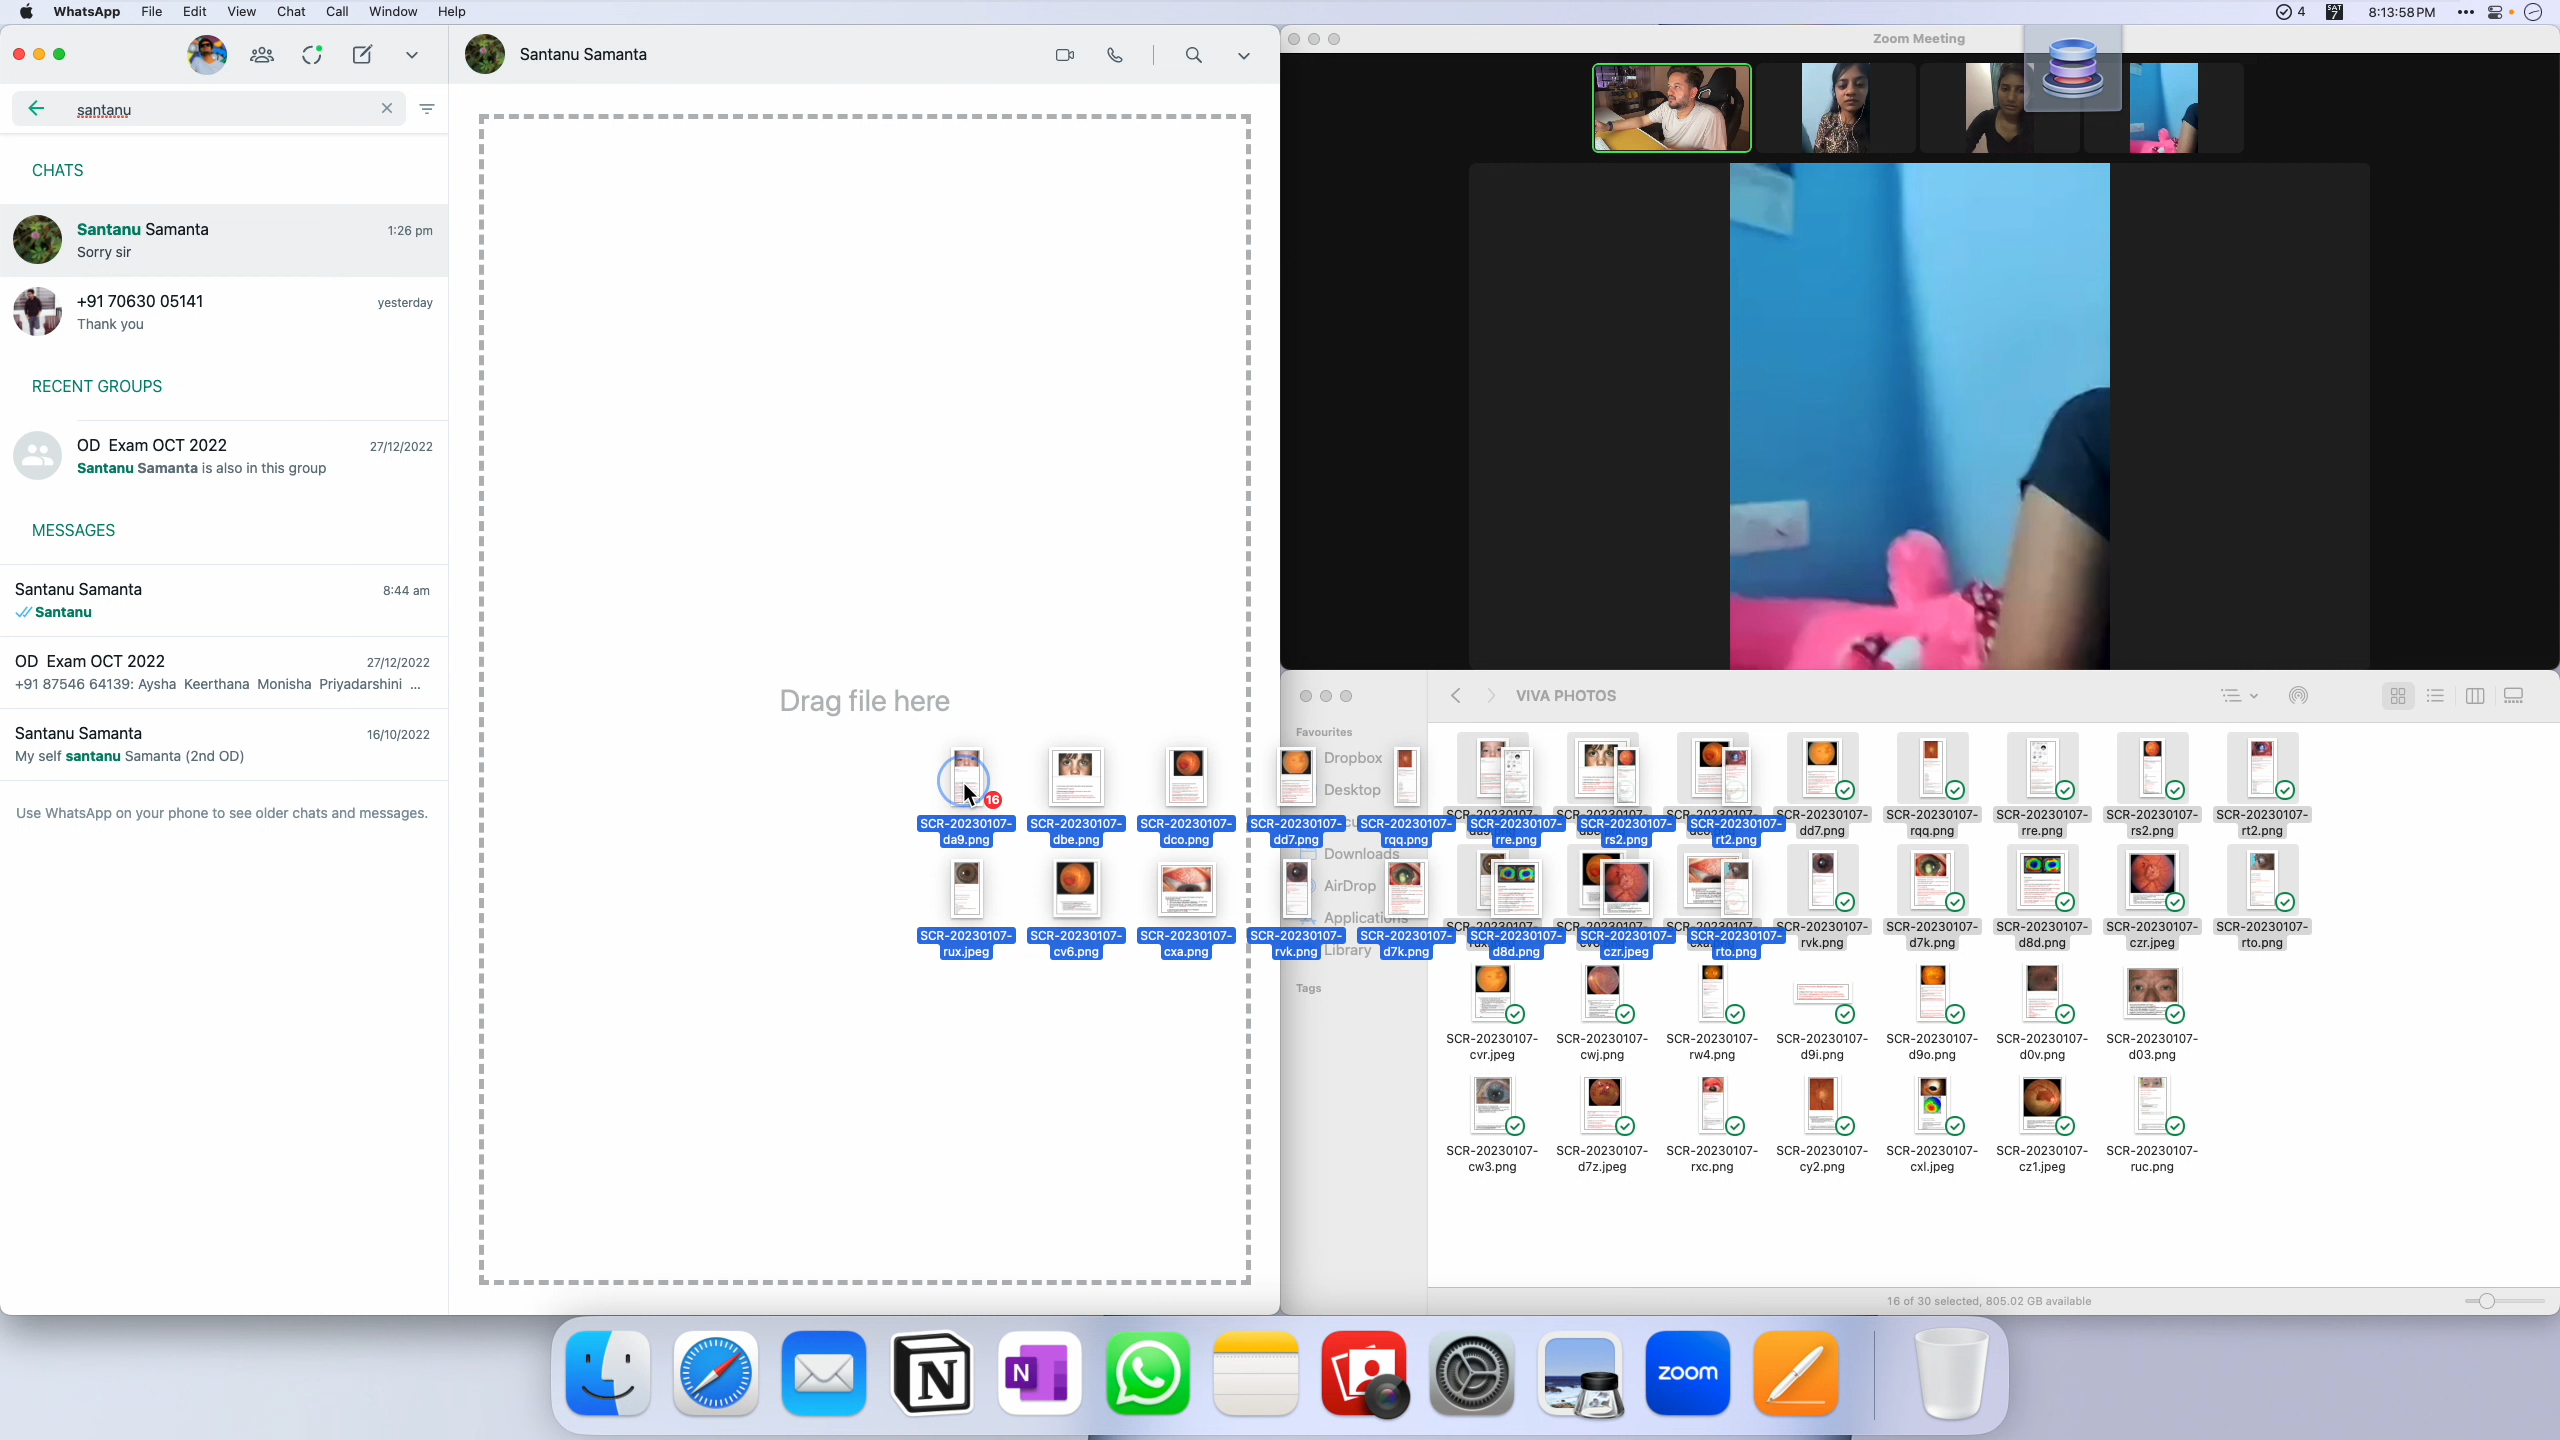 WhatsApp File Edit View Chat Call Window Help
4 SAT 7 8:13:58 PM
Santanu Samanta
santanu
CHATS
Santanu Samanta 1:26 pm
Sorry sir
+91 70630 05141 yesterday
Thank you
RECENT GROUPS
OD Exam OCT 2022 27/12/2022
Santanu Samanta is also in this group
MESSAGES
Santanu Samanta 8:44 am
Santanu
OD Exam OCT 2022 27/12/2022
+91 87546 64139: Aysha Keerthana Monisha Priyadarshini ...
Santanu Samanta 16/10/2022
My self santanu Samanta (2nd OD)
Use WhatsApp on your phone to see older chats and messages.
Drag file here
16
SCR-20230107- SCR-20230107- SCR-20230107- SCR-20230107- SCR-20230107- SCR-20230107- SCR-20230107- SCR-20230107-
da9.png dbe.png dco.png dd7.png rqq.png rre.png rs2.png rt2.png
SCR-20230107- SCR-20230107- SCR-20230107- SCR-20230107- SCR-20230107- SCR-20230107- SCR-20230107- SCR-20230107-
rux.jpeg cv6.png cxa.png rvk.png d7k.png d8d.png czr.jpeg rto.png
Zoom Meeting
VIVA PHOTOS
Favourites
Dropbox
Desktop
Downloads
AirDrop
Applications
Library
Tags
SCR-20230107- SCR-20230107- SCR-20230107- SCR-20230107- SCR-20230107-
dd7.png rqq.png rre.png rs2.png rt2.png
SCR-20230107- SCR-20230107- SCR-20230107- SCR-20230107- SCR-20230107-
rvk.png d7k.png d8d.png czr.jpeg rto.png
SCR-20230107- SCR-20230107- SCR-20230107- SCR-20230107- SCR-20230107- SCR-20230107- SCR-20230107-
cvr.jpeg cwj.png rw4.png d9i.png d9o.png d0v.png d03.png
SCR-20230107- SCR-20230107- SCR-20230107- SCR-20230107- SCR-20230107- SCR-20230107- SCR-20230107-
cw3.png d7z.jpeg rxc.png cy2.png cxl.jpeg cz1.jpeg ruc.png
16 of 30 selected, 805.02 GB available
N N zoom